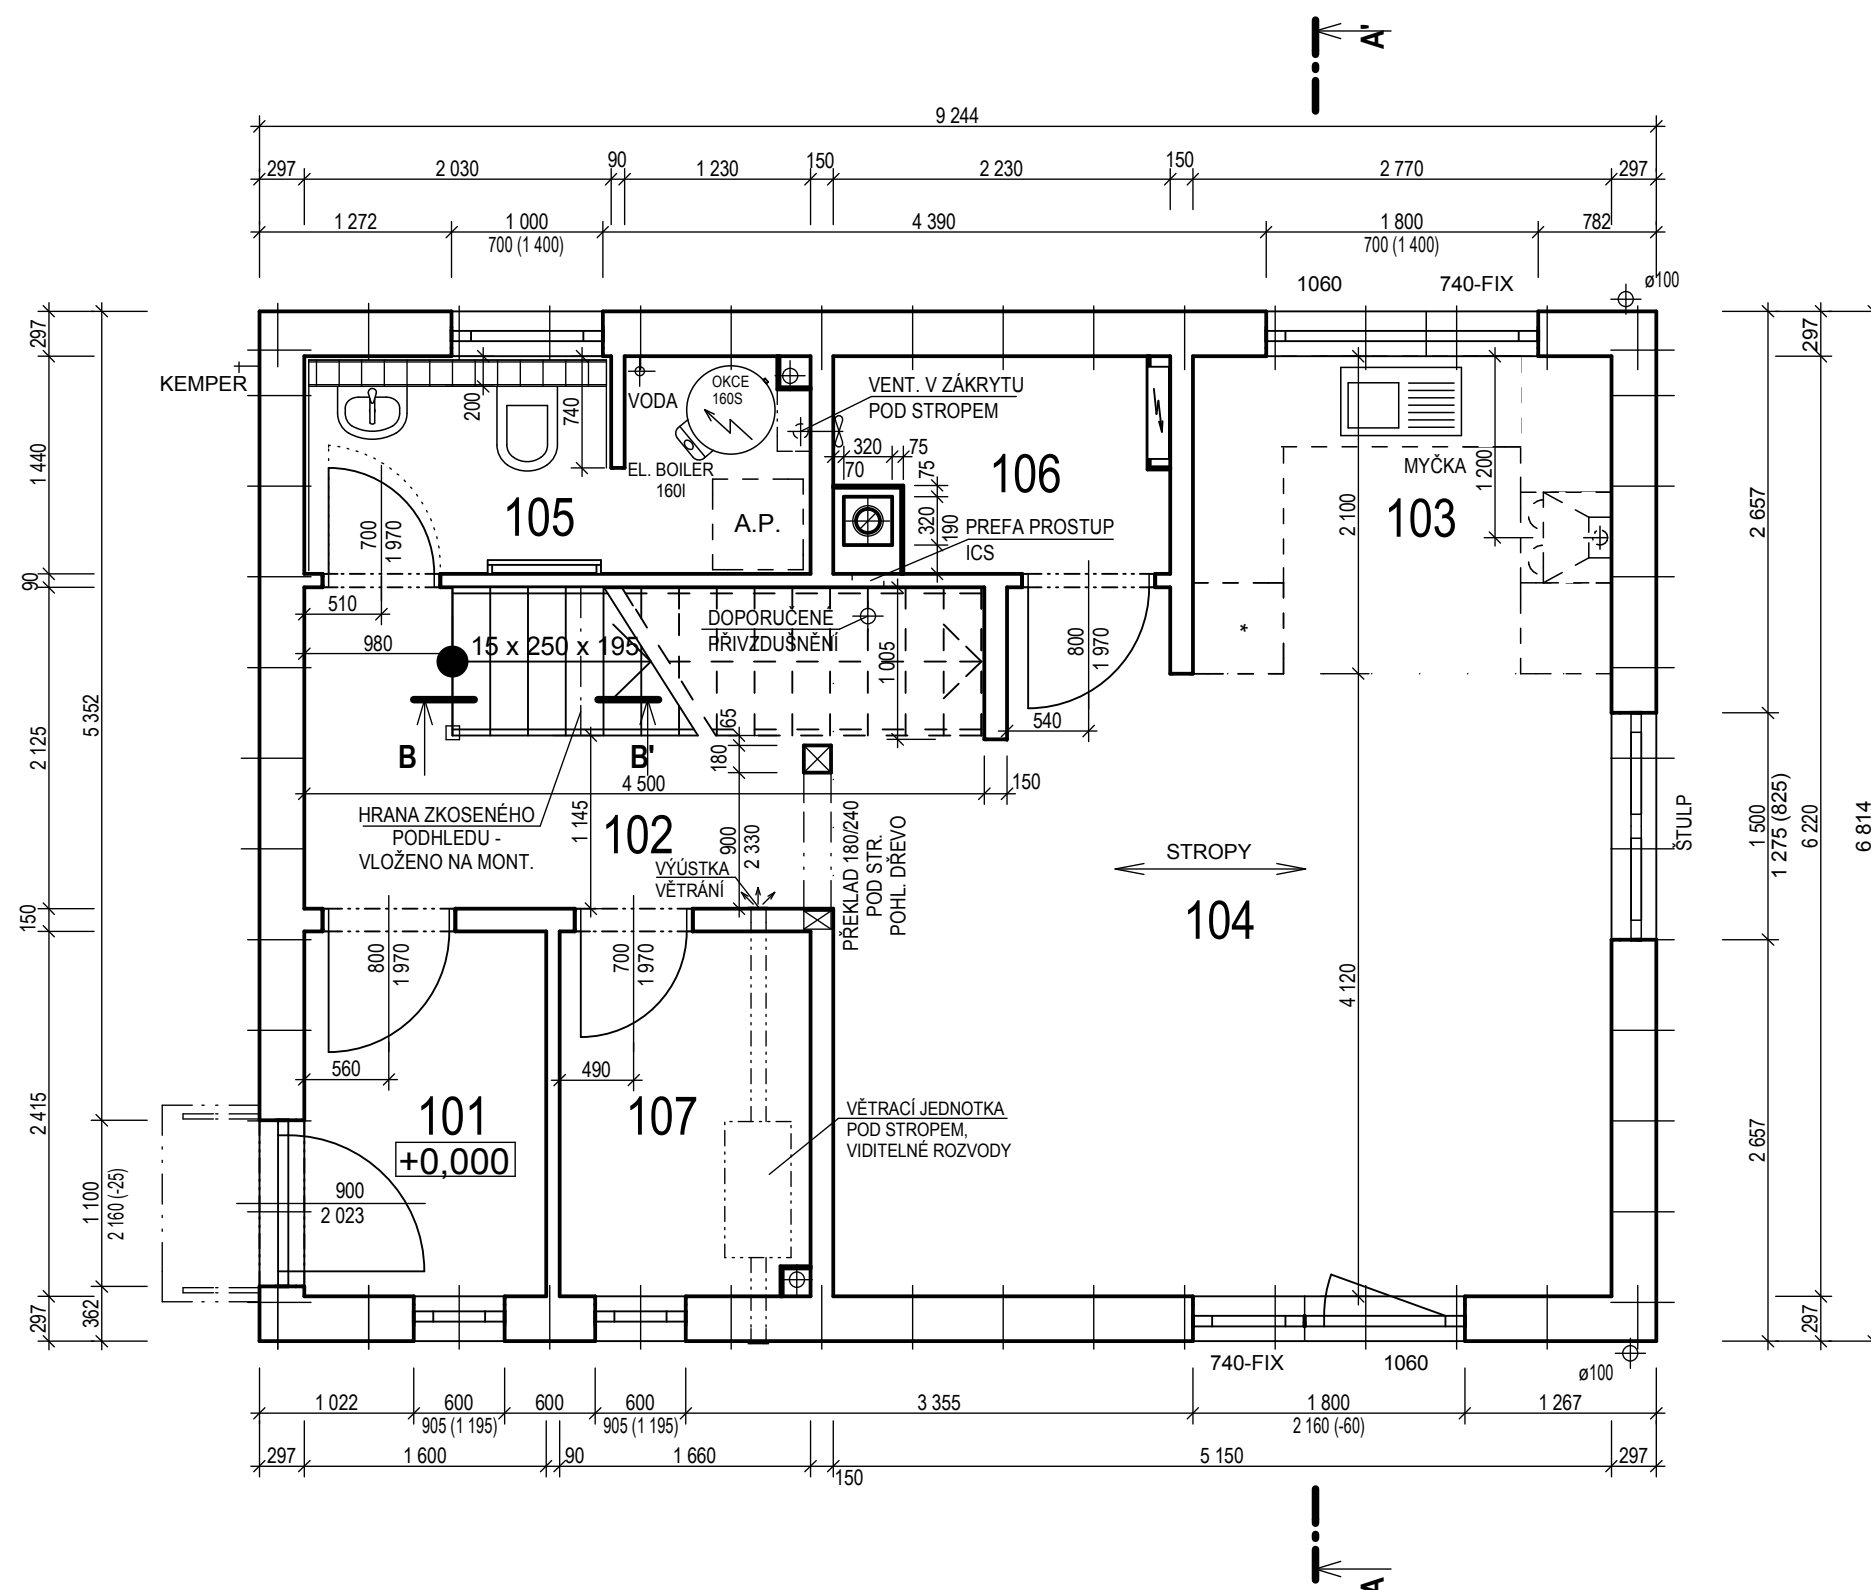 A'
9 244
297
2 030
90
1 230
150
2 230
150
2 770
297
1 272
1 000
700 (1 400)
4 390
1 800
700 (1 400)
782
1060
740-FIX
ø100
297
1 440
90
2 125
150
2 415
297
5 352
1 100
2 160 (-25)
362
KEMPER
200
740
VODA
OKCE
160S
EL. BOILER
160l
A.P.
105
700
1 970
510
980
VENT. V ZÁKRYTU
POD STROPEM
320
75
70
75
320
190
106
PREFA PROSTUP
ICS
MYČKA
1 200
2 100
103
*
15 x 250 x 195
DOPORUČENÉ
PŘIVZDUŠNĚNÍ
1 005
800
1 970
540
B
B'
65
180
4 500
150
HRANA ZKOSENÉHO
PODHLEDU -
VLOŽENO NA MONT.
1 145
102
900
2 330
VÝÚSTKA
VĚTRÁNÍ
PŘEKLAD 180/240
POD STR.
POHL. DŘEVO
STROPY
104
4 120
800
1 970
560
700
1 970
490
101
+0,000
107
900
2 023
VĚTRACÍ JEDNOTKA
POD STROPEM,
VIDITELNÉ ROZVODY
ŠTULP
2 657
1 500
1 275 (825)
2 657
297
6 220
297
6 814
740-FIX
1060
ø100
1 022
600
905 (1 195)
600
600
905 (1 195)
3 355
1 800
2 160 (-60)
1 267
297
1 600
90
1 660
150
5 150
297
A